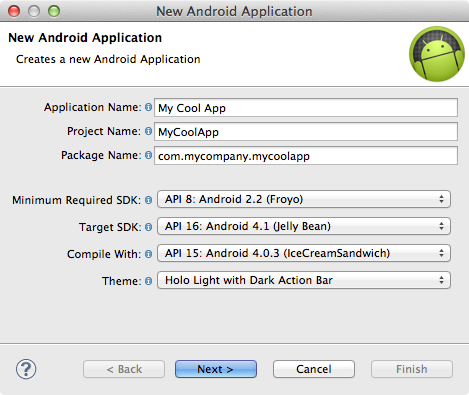 New Android Application
New Android Application
Creates a new Android Application
Application Name: My Cool App
Project Name: MyCoolApp
Package Name: com.mycompany.mycoolapp
Minimum Required SDK: API 8: Android 2.2 (Froyo)
Target SDK: API 16: Android 4.1 (Jelly Bean)
Compile With: API 15: Android 4.0.3 (IceCreamSandwich)
Theme: Holo Light with Dark Action Bar
? < Back Next > Cancel Finish